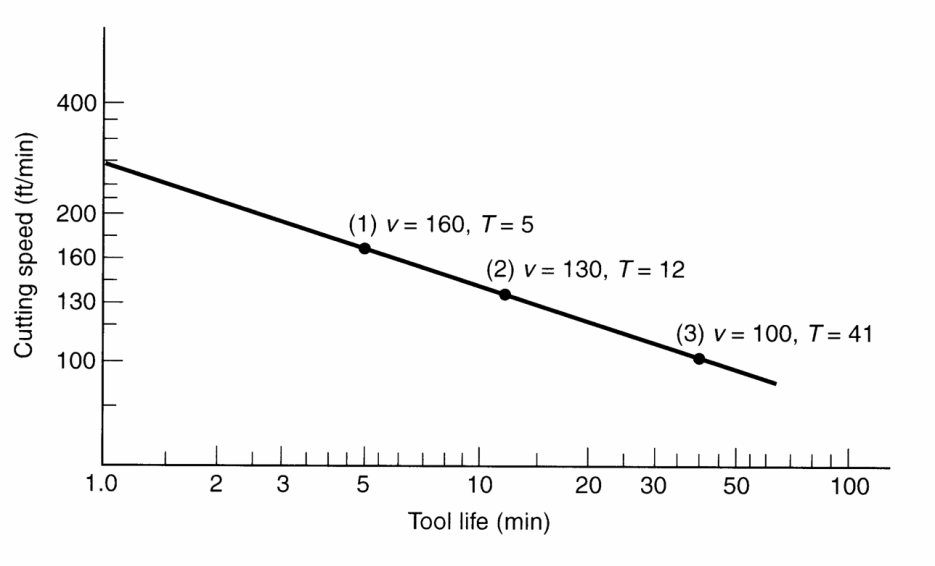 400
200
160
130
100
Cutting speed (ft/min)
(1) v = 160, T = 5
(2) v = 130, T = 12
(3) v = 100, T = 41
1.0 2 3 5 10 20 30 50 100
Tool life (min)